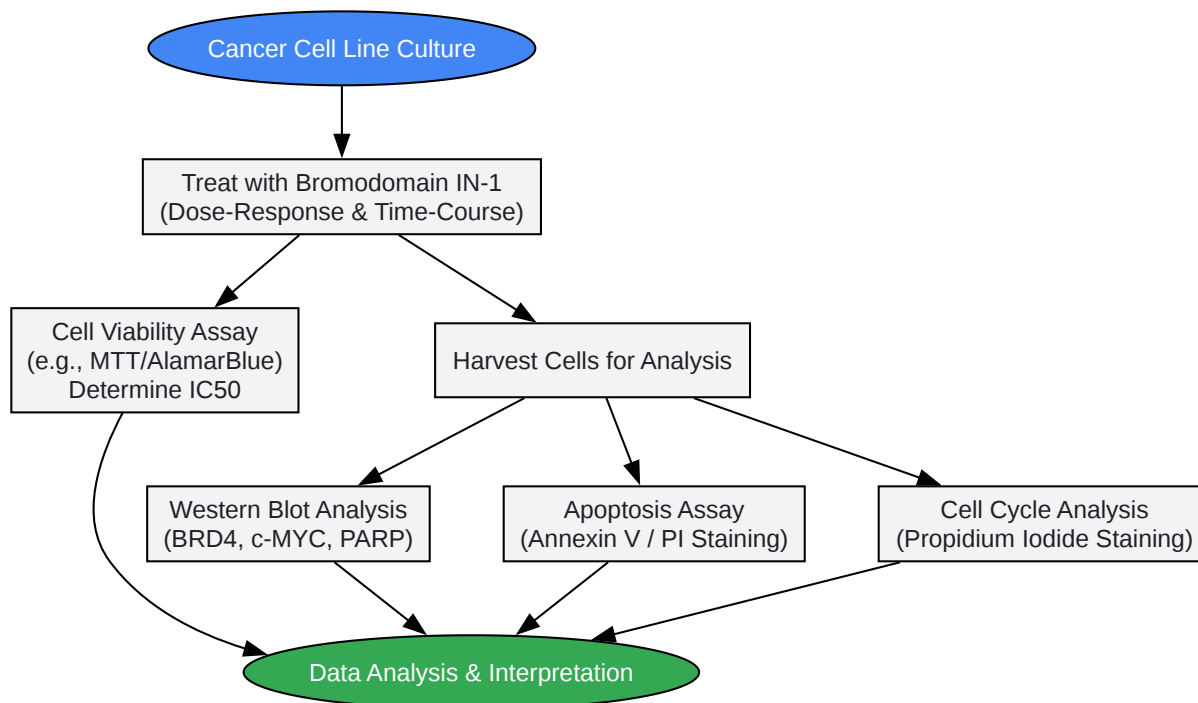 Cancer Cell Line Culture
Treat with Bromodomain IN-1
(Dose-Response & Time-Course)
Cell Viability Assay
(e.g., MTT/AlamarBlue)
Determine IC50
Harvest Cells for Analysis
Western Blot Analysis
(BRD4, c-MYC, PARP)
Apoptosis Assay
(Annexin V / PI Staining)
Cell Cycle Analysis
(Propidium Iodide Staining)
Data Analysis & Interpretation